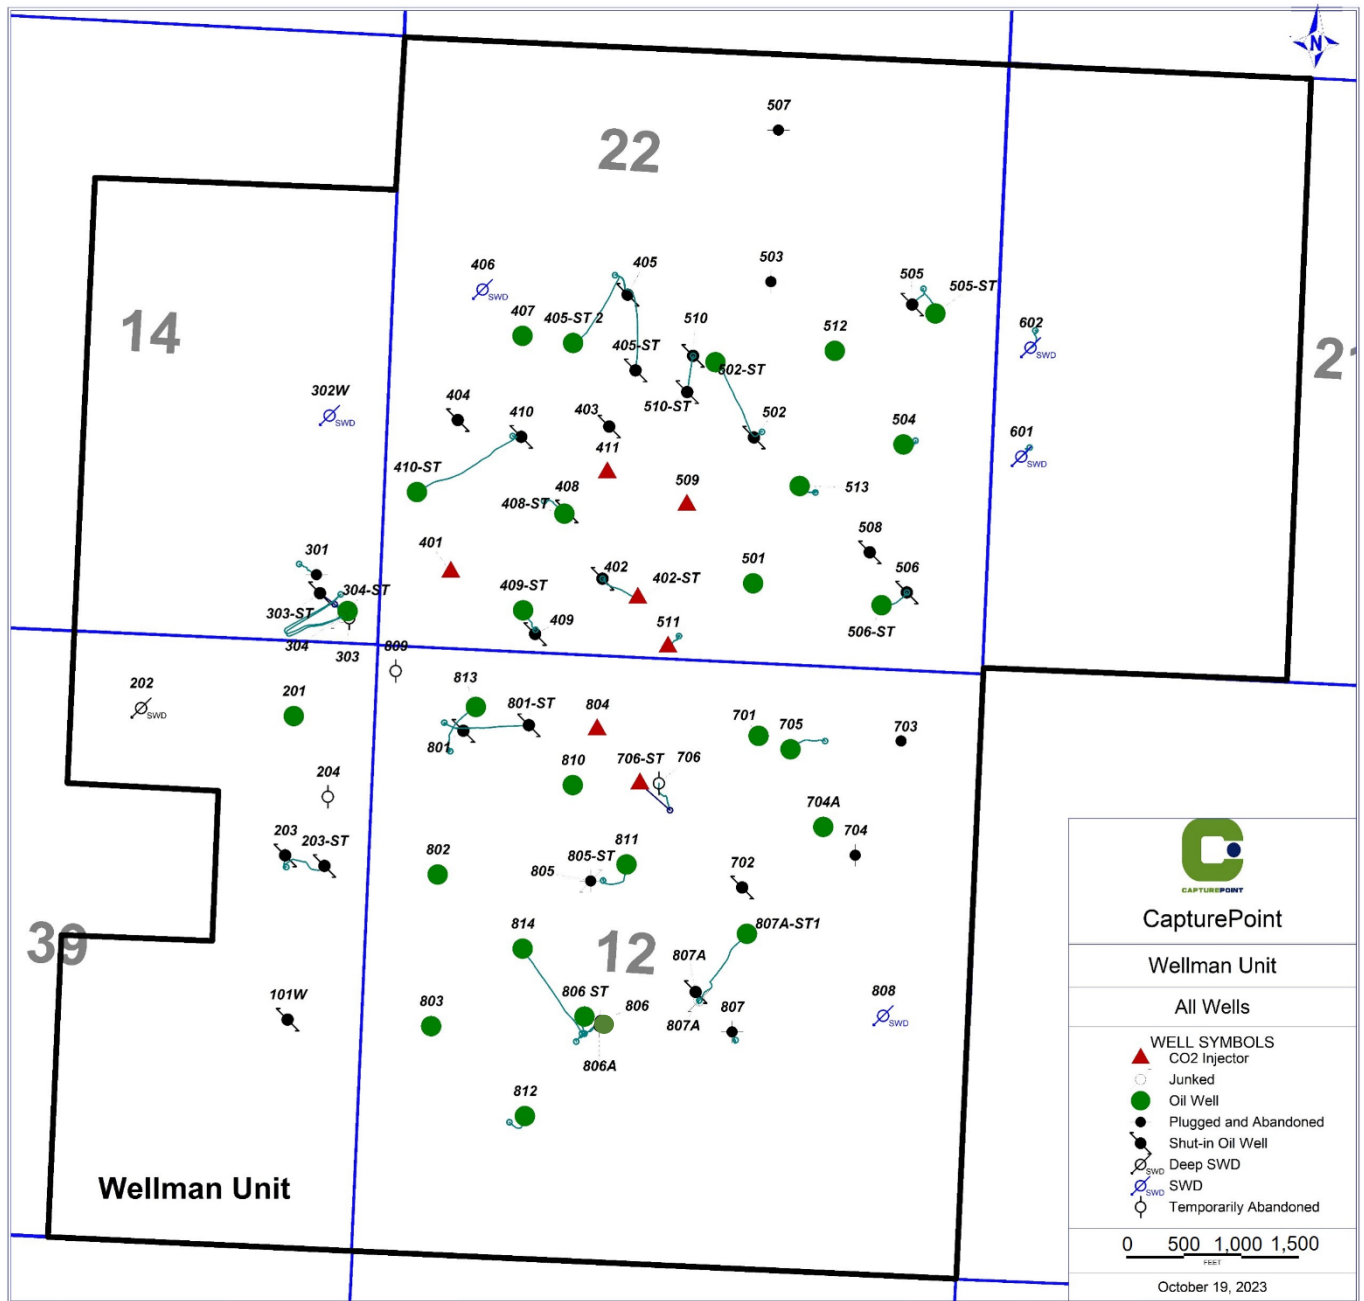 N
507
22
406
405
503
505
505-ST
14
407
405-ST 2
510
512
602
SWD
405-ST
502-ST
SWD
21
302W
404
403
510-ST
SWD
410
502
504
601
411
SWD
410-ST
408
509
513
408-ST
508
301
401
402
402-ST
501
506
304-ST
409-ST
303-ST
511
506-ST
409
304
303
809
202
201
813
801-ST
804
701
705
703
SWD
801
706-ST
706
204
810
704A
704
203
203-ST
802
805-ST
811
805
702
39
814
12
807A-ST1
807A
101W
803
806 ST
806
807A
807
808
SWD
806A
812
Wellman Unit
CAPTUREPOINT
CapturePoint
Wellman Unit
All Wells
WELL SYMBOLS
CO2 Injector
Junked
Oil Well
Plugged and Abandoned
Shut-in Oil Well
SWD Deep SWD
SWD SWD
Temporarily Abandoned
0 500 1,000 1,500
FEET
October 19, 2023